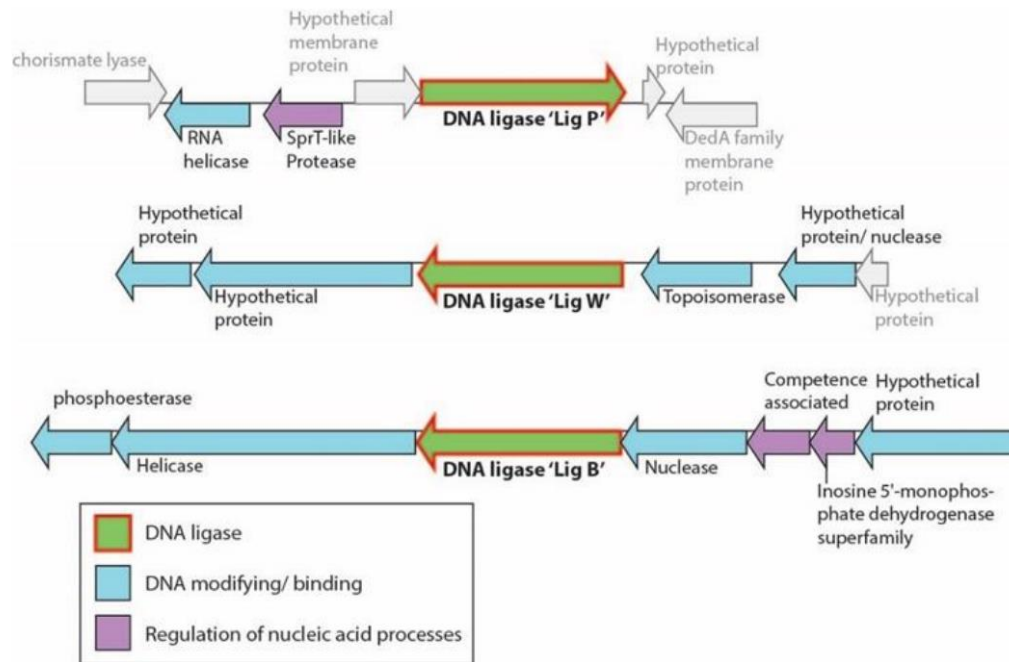 chorismate lyase
Hypothetical
membrane
protein
Hypothetical
protein
RNA
helicase
SprT-like
Protease
DNA ligase 'Lig P'
DedA family
membrane
protein
Hypothetical
protein
Hypothetical
protein
DNA ligase 'Lig W'
Topoisomerase
Hypothetical
protein/ nuclease
Hypothetical
protein
phosphoesterase
Helicase
DNA ligase 'Lig B'
Nuclease
Competence
associated
Hypothetical
protein
Inosine 5'-monophos-
phate dehydrogenase
superfamily
DNA ligase
DNA modifying/ binding
Regulation of nucleic acid processes